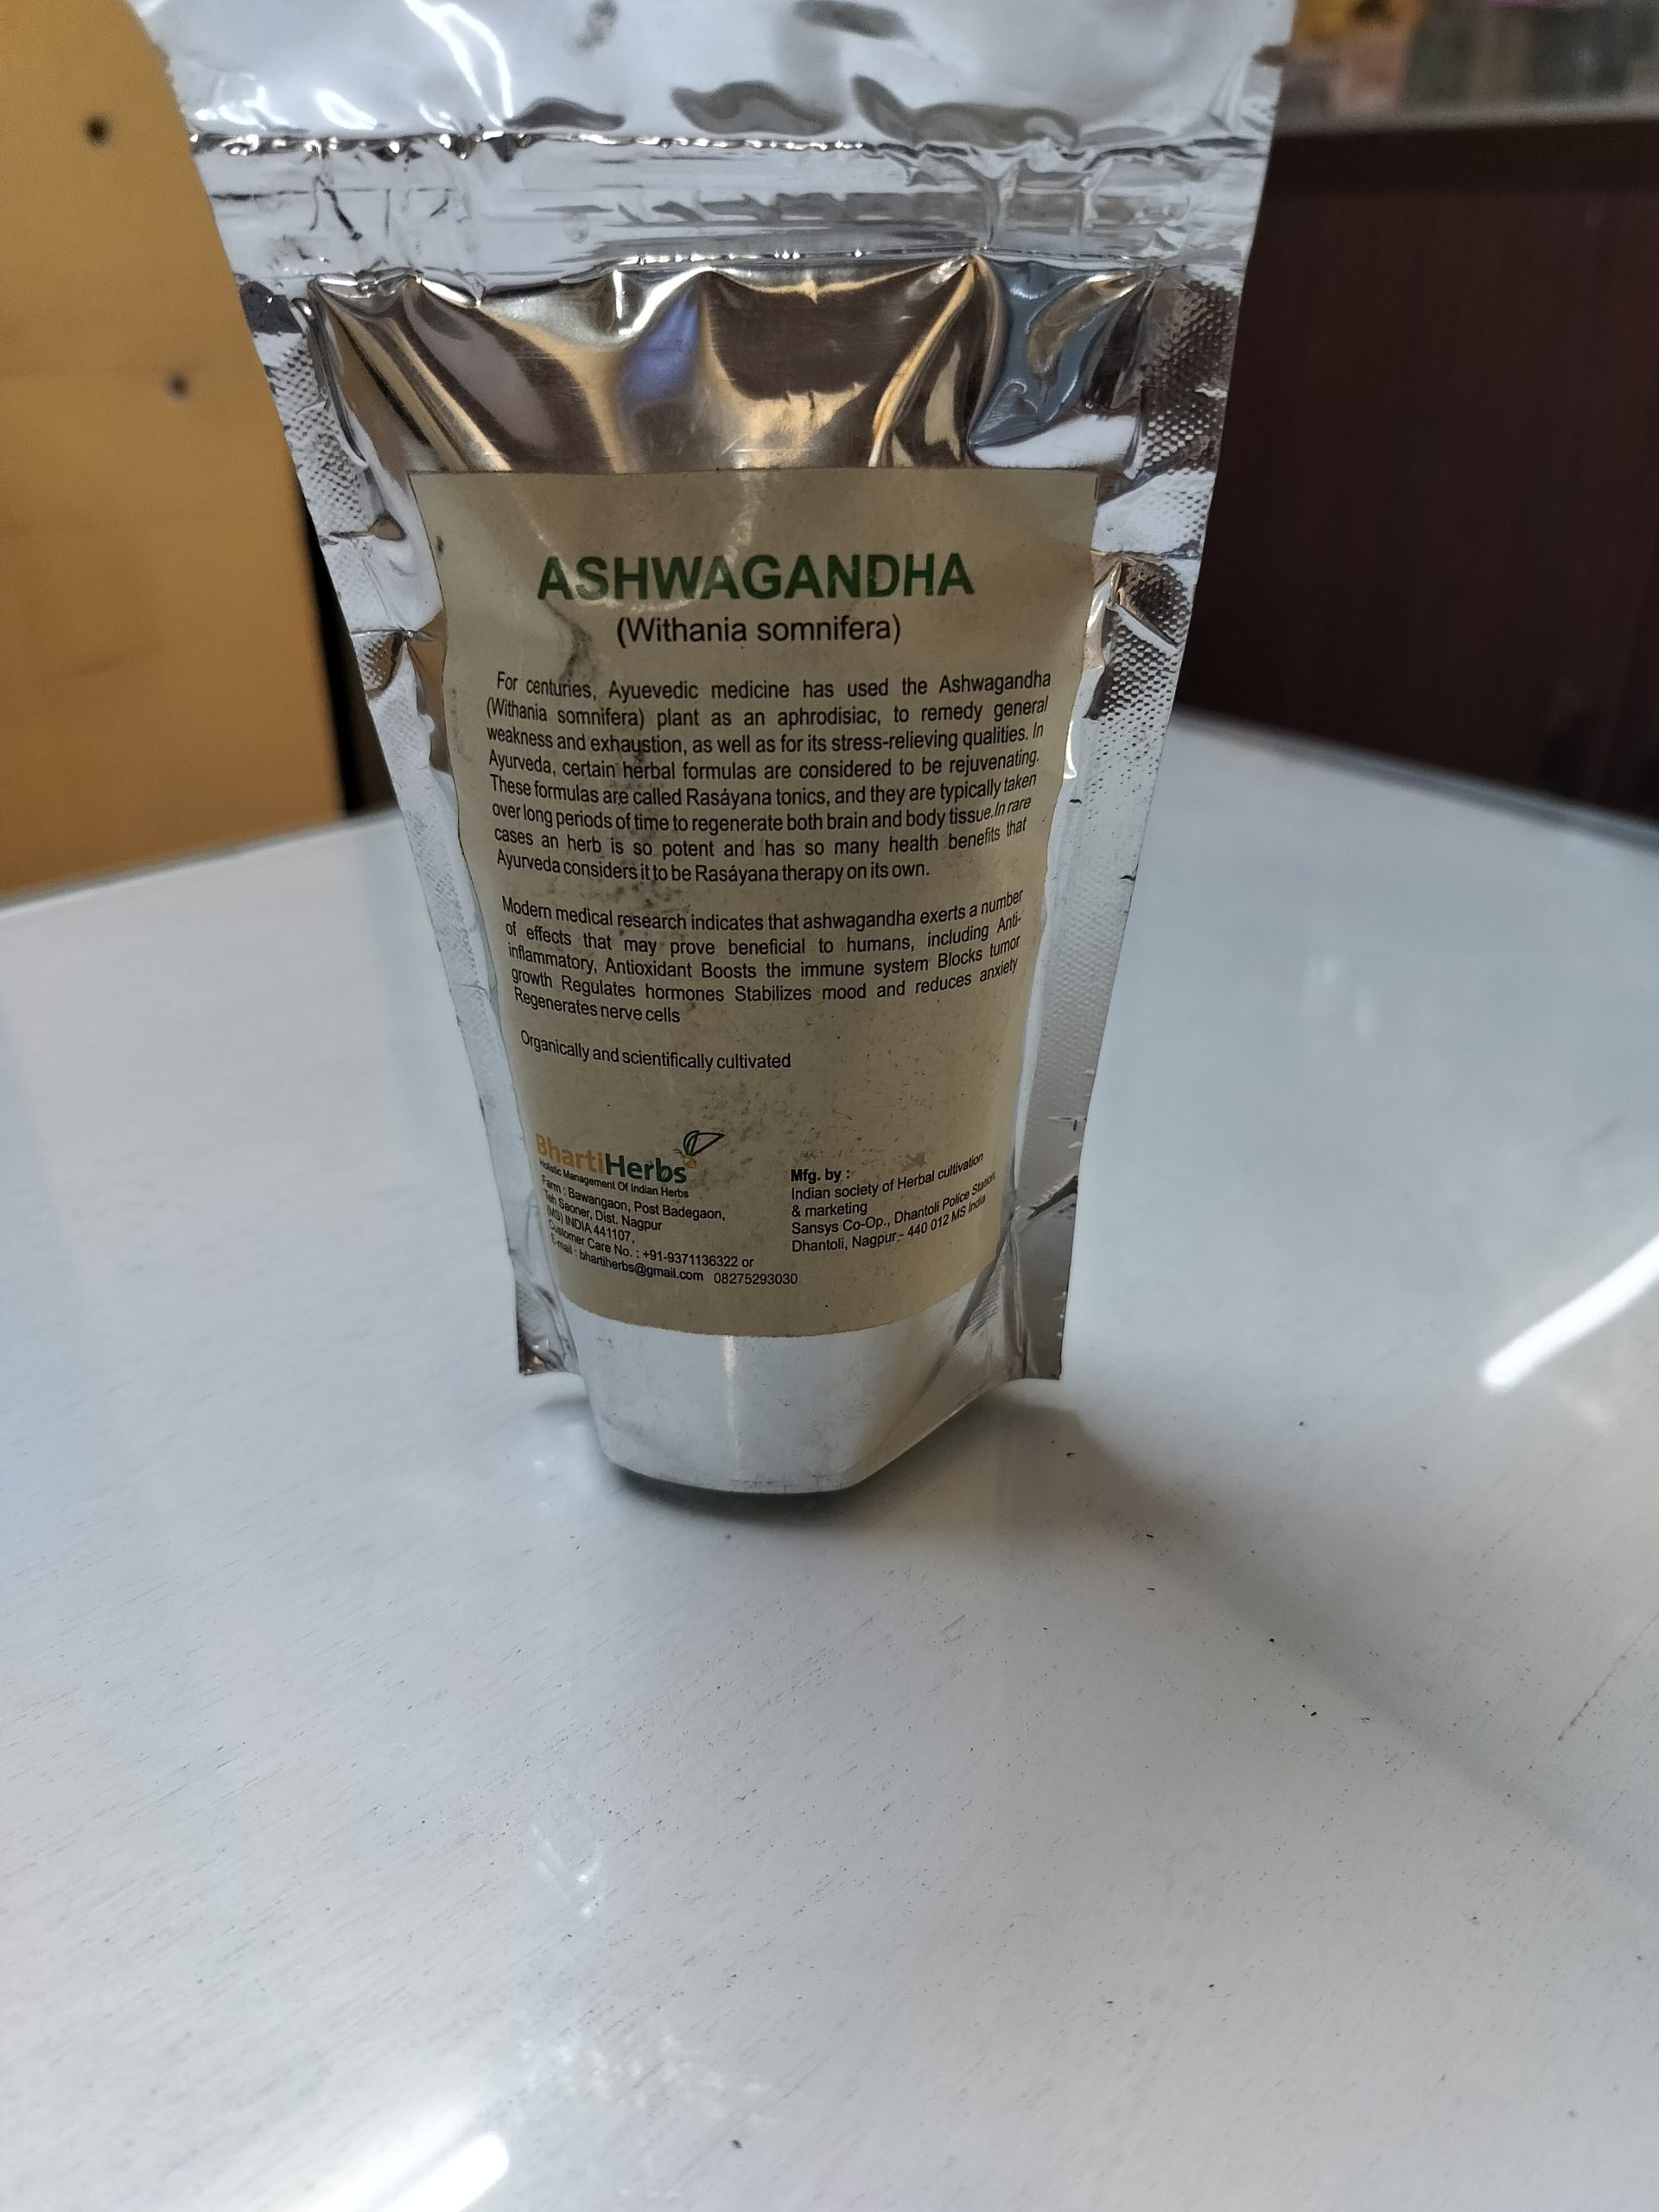 ASHWAGANDHA
(Withania somnifera)
For centuries, Ayuevedic medicine has used the Ashwagandha
(Withania somnifera) plant as an aphrodisiac, to remedy general
weakness and exhaustion, as well as for its stress-relieving qualities. In
Ayurveda, certain herbal formulas are considered to be rejuvenating.
These formulas are called Rasáyana tonics, and they are typically taken
over long periods of time to regenerate both brain and body tissue.In rare
cases an herb is so potent and has so many health benefits that
Ayurveda considers it to be Rasáyana therapy on its own.
Modern medical research indicates that ashwagandha exerts a number
of effects that may prove beneficial to humans, including Anti-
inflammatory, Antioxidant Boosts the immune system Blocks tumor
growth Regulates hormones Stabilizes mood and reduces anxiety
Regenerates nerve cells
Organically and scientifically cultivated
BhartiHerbs
Holistic Management Of Indian Herbs
Farm : Bawangaon, Post Badegaon,
Teh Saoner, Dist. Nagpur
(MS) INDIA 441107,
Customer Care No. : +91-9371136322 or
E-mail : bhartiherbs@gmail.com 08275293030
Mfg. by :
Indian society of Herbal cultivation
& marketing
Sansys Co-Op., Dhantoli Police Station,
Dhantoli, Nagpur - 440 012 MS India